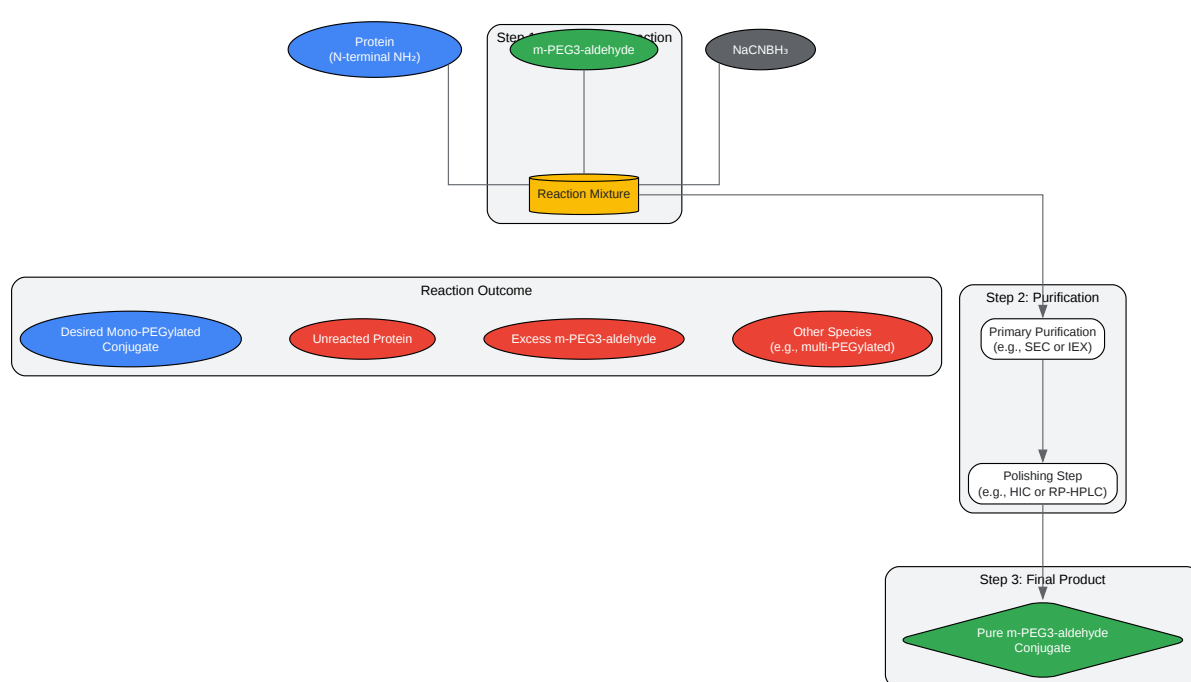 Protein
(N-terminal NH₂)
Step
ction
m-PEG3-aldehyde
NaCNBH₃
Reaction Mixture
Reaction Outcome
Desired Mono-PEGylated
Conjugate
Unreacted Protein
Excess m-PEG3-aldehyde
Other Species
(e.g., multi-PEGylated)
Step 2: Purification
Primary Purification
(e.g., SEC or IEX)
Polishing Step
(e.g., HIC or RP-HPLC)
Step 3: Final Product
Pure m-PEG3-aldehyde
Conjugate